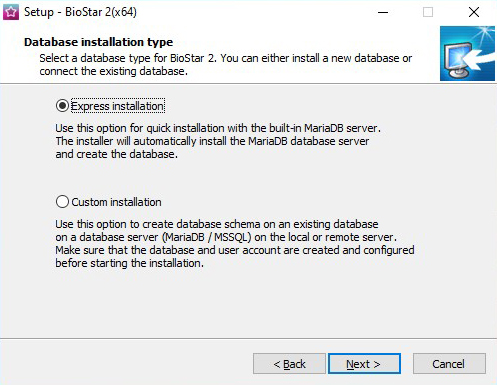 Setup - BioStar 2(x64)
Database installation type
Select a database type for BioStar 2. You can either install a new database or
connect the existing database.
Express installation
Use this option for quick installation with the built-in MariaDB server.
The installer will automatically install the MariaDB database server
and create the database.
Custom installation
Use this option to create database schema on an existing database
on a database server (MariaDB / MSSQL) on the local or remote server.
Make sure that the database and user account are created and configured
before starting the installation.
< Back Next > Cancel